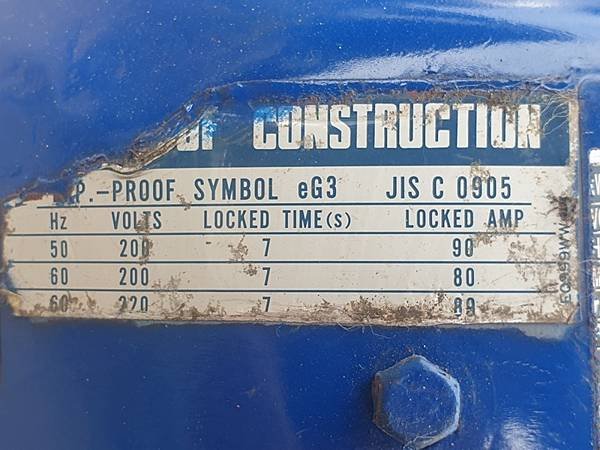 OF CONSTRUCTION
P.-PROOF SYMBOL eG3 JIS C 0905
Hz VOLTS LOCKED TIME(s) LOCKED AMP
50 200 7 90
60 200 7 80
60 220 7 89